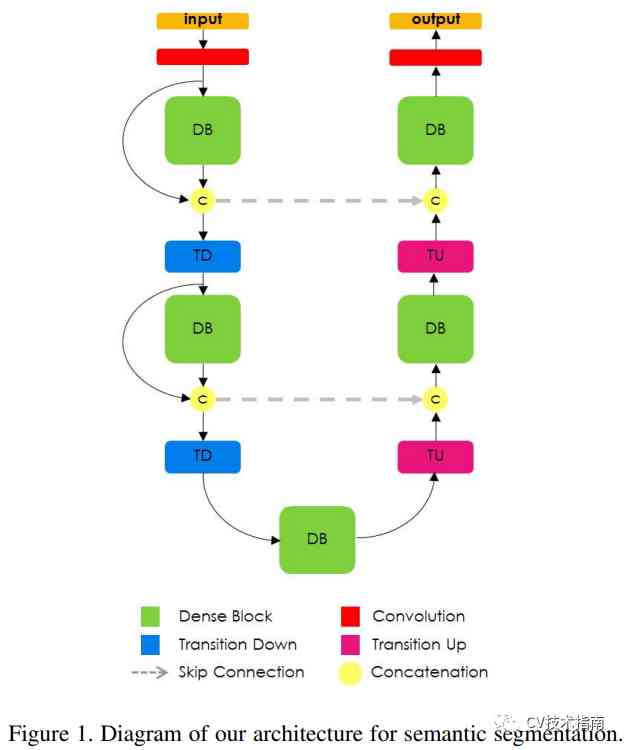 input
output
DB
DB
C
C
TD
TU
DB
DB
C
C
TD
TU
DB
Dense Block
Convolution
Transition Down
Transition Up
Skip Connection
Concatenation
CV技术指南
Figure 1. Diagram of our architecture for semantic segmentation.